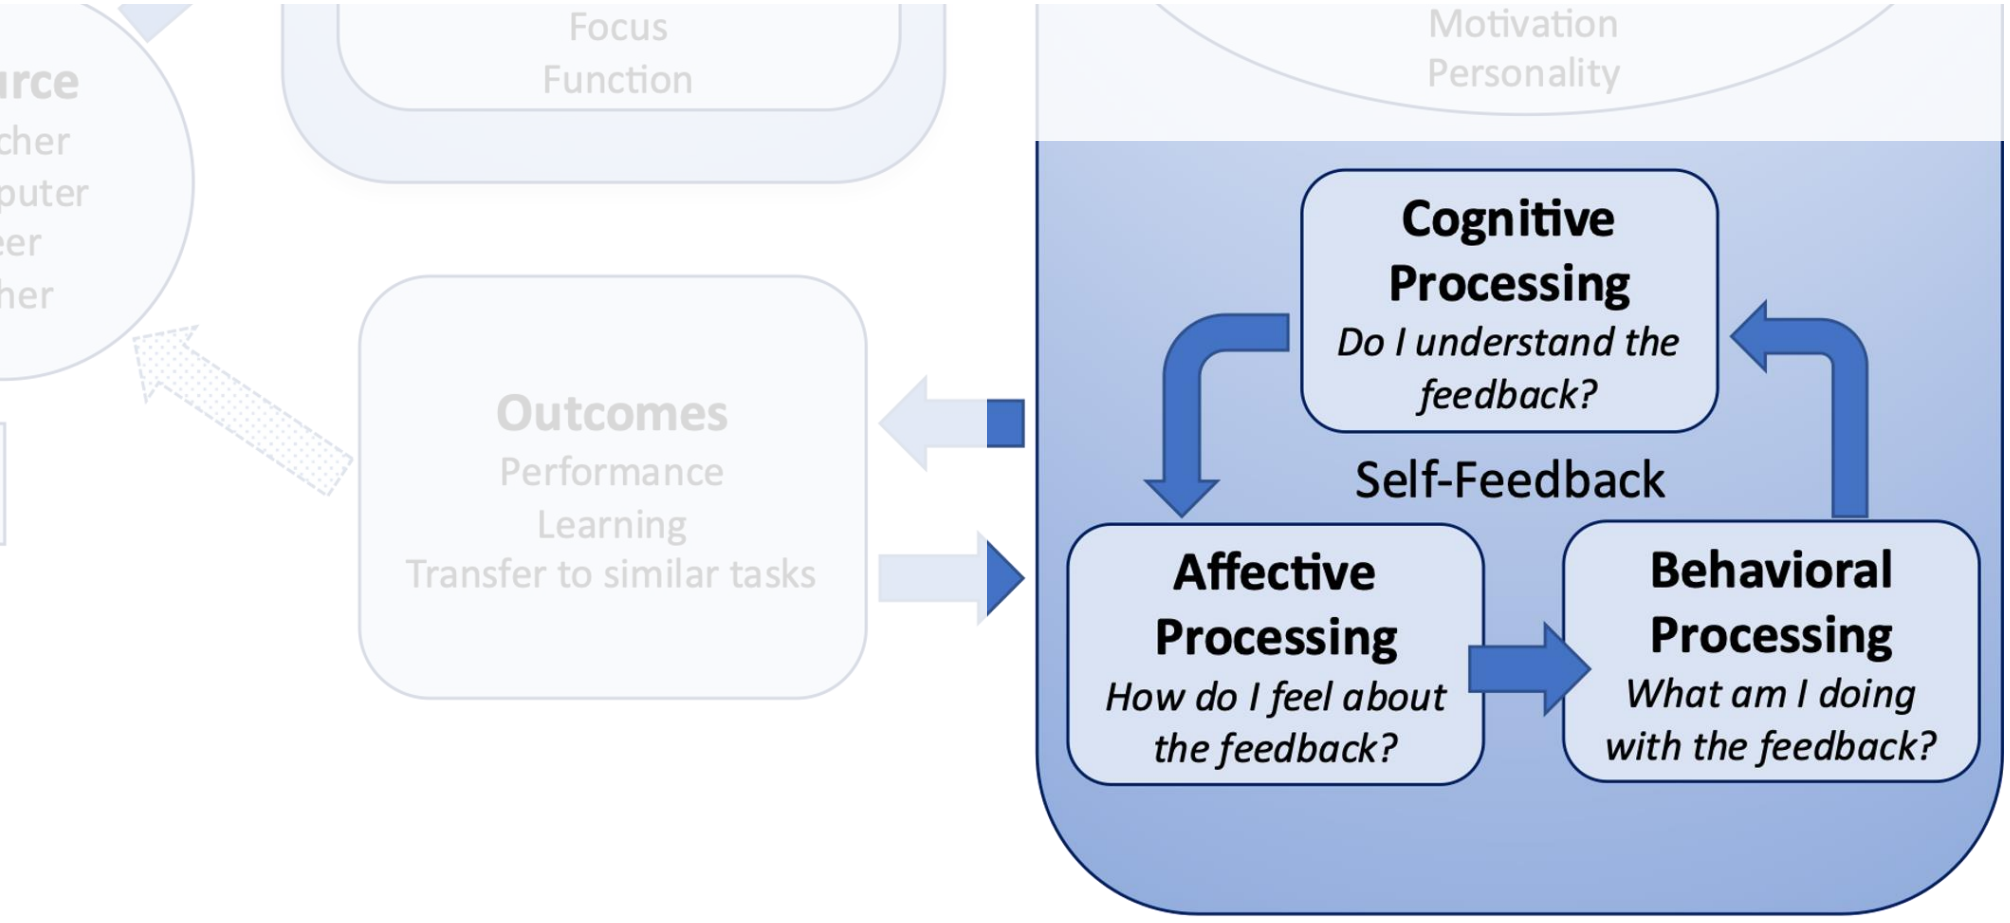 Focus
Function
Motivation
Personality
urce
cher
puter
eer
her
Outcomes
Performance
Learning
Transfer to similar tasks
Cognitive
Processing
Do I understand the
feedback?
Self-Feedback
Affective
Processing
How do I feel about
the feedback?
Behavioral
Processing
What am I doing
with the feedback?